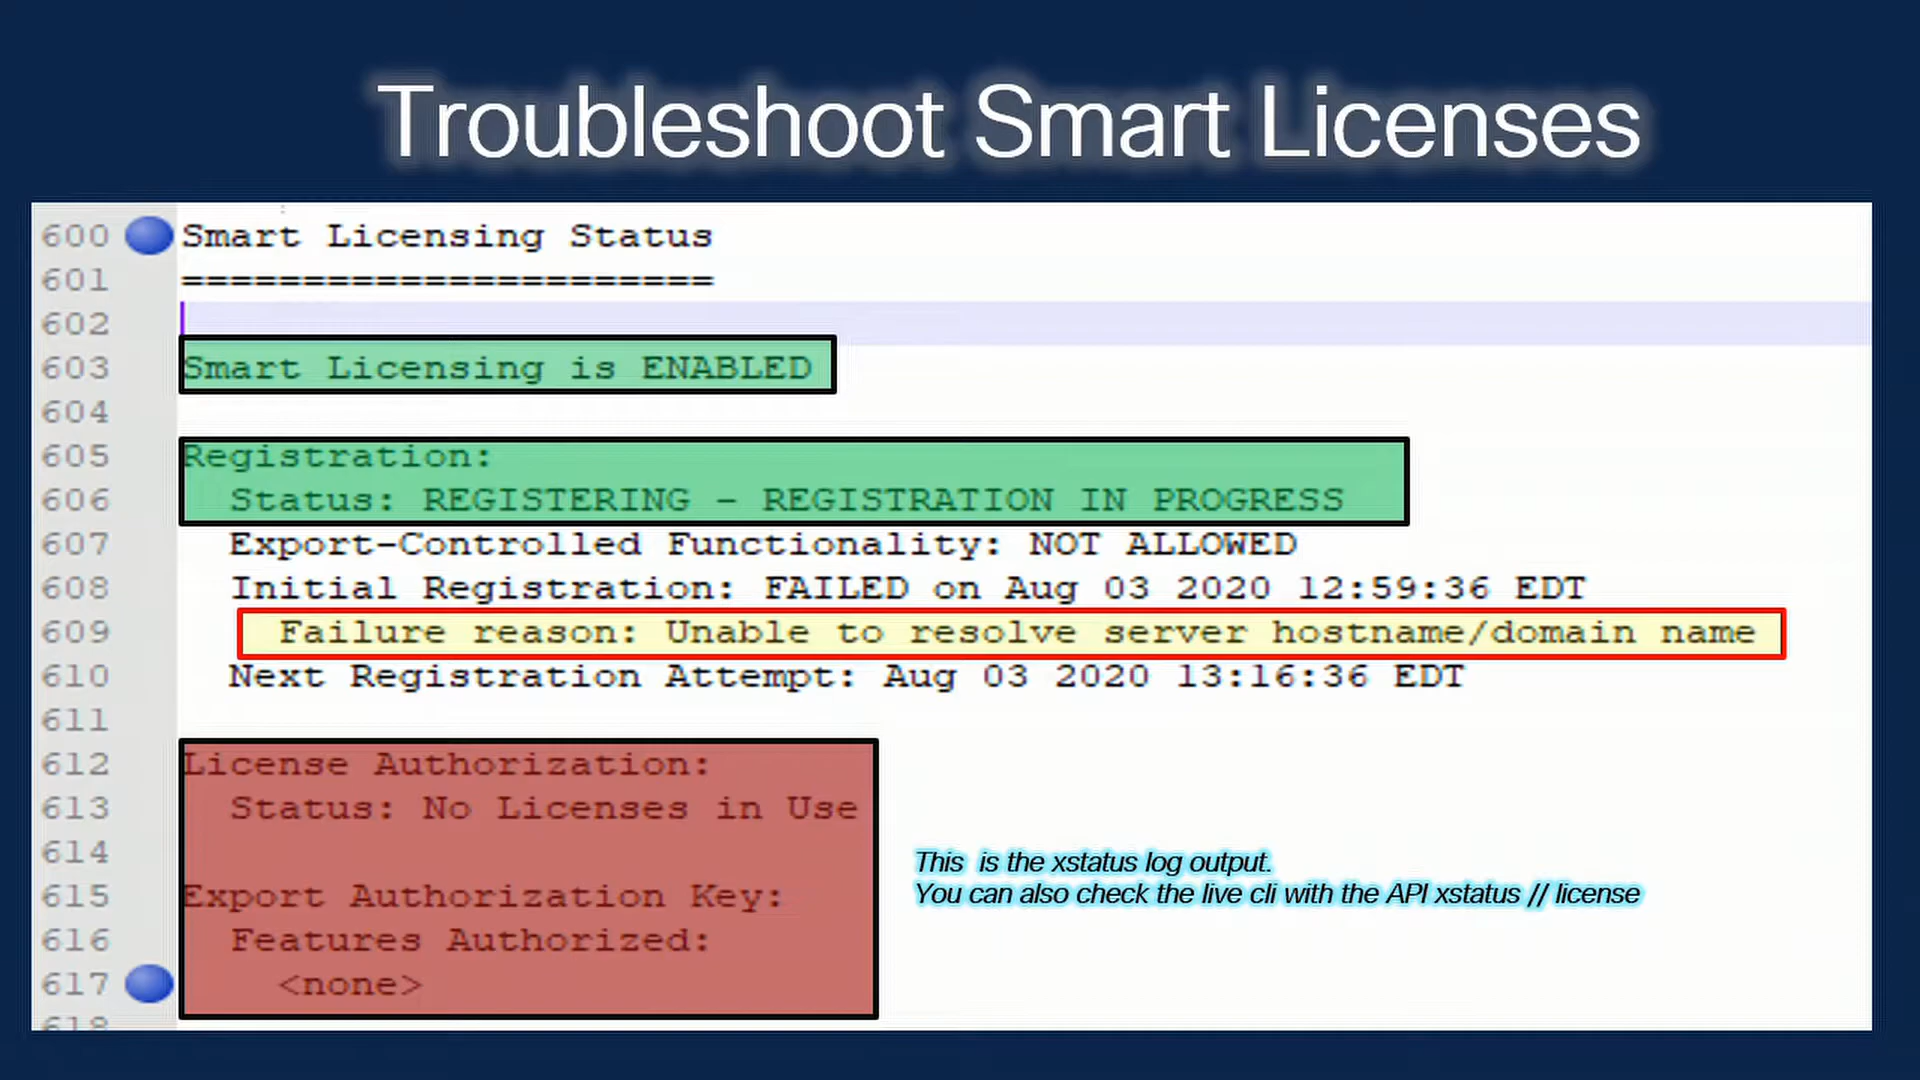 Troubleshoot Smart Licenses
600 Smart Licensing Status
601 ======================
602
603 Smart Licensing is ENABLED
604
605 Registration:
606 Status: REGISTERING - REGISTRATION IN PROGRESS
607 Export-Controlled Functionality: NOT ALLOWED
608 Initial Registration: FAILED on Aug 03 2020 12:59:36 EDT
609 Failure reason: Unable to resolve server hostname/domain name
610 Next Registration Attempt: Aug 03 2020 13:16:36 EDT
611
612 License Authorization:
613 Status: No Licenses in Use
614
615 Export Authorization Key:
616 Features Authorized:
617 <none>
618
This is the xstatus log output.
You can also check the live cli with the API xstatus // license